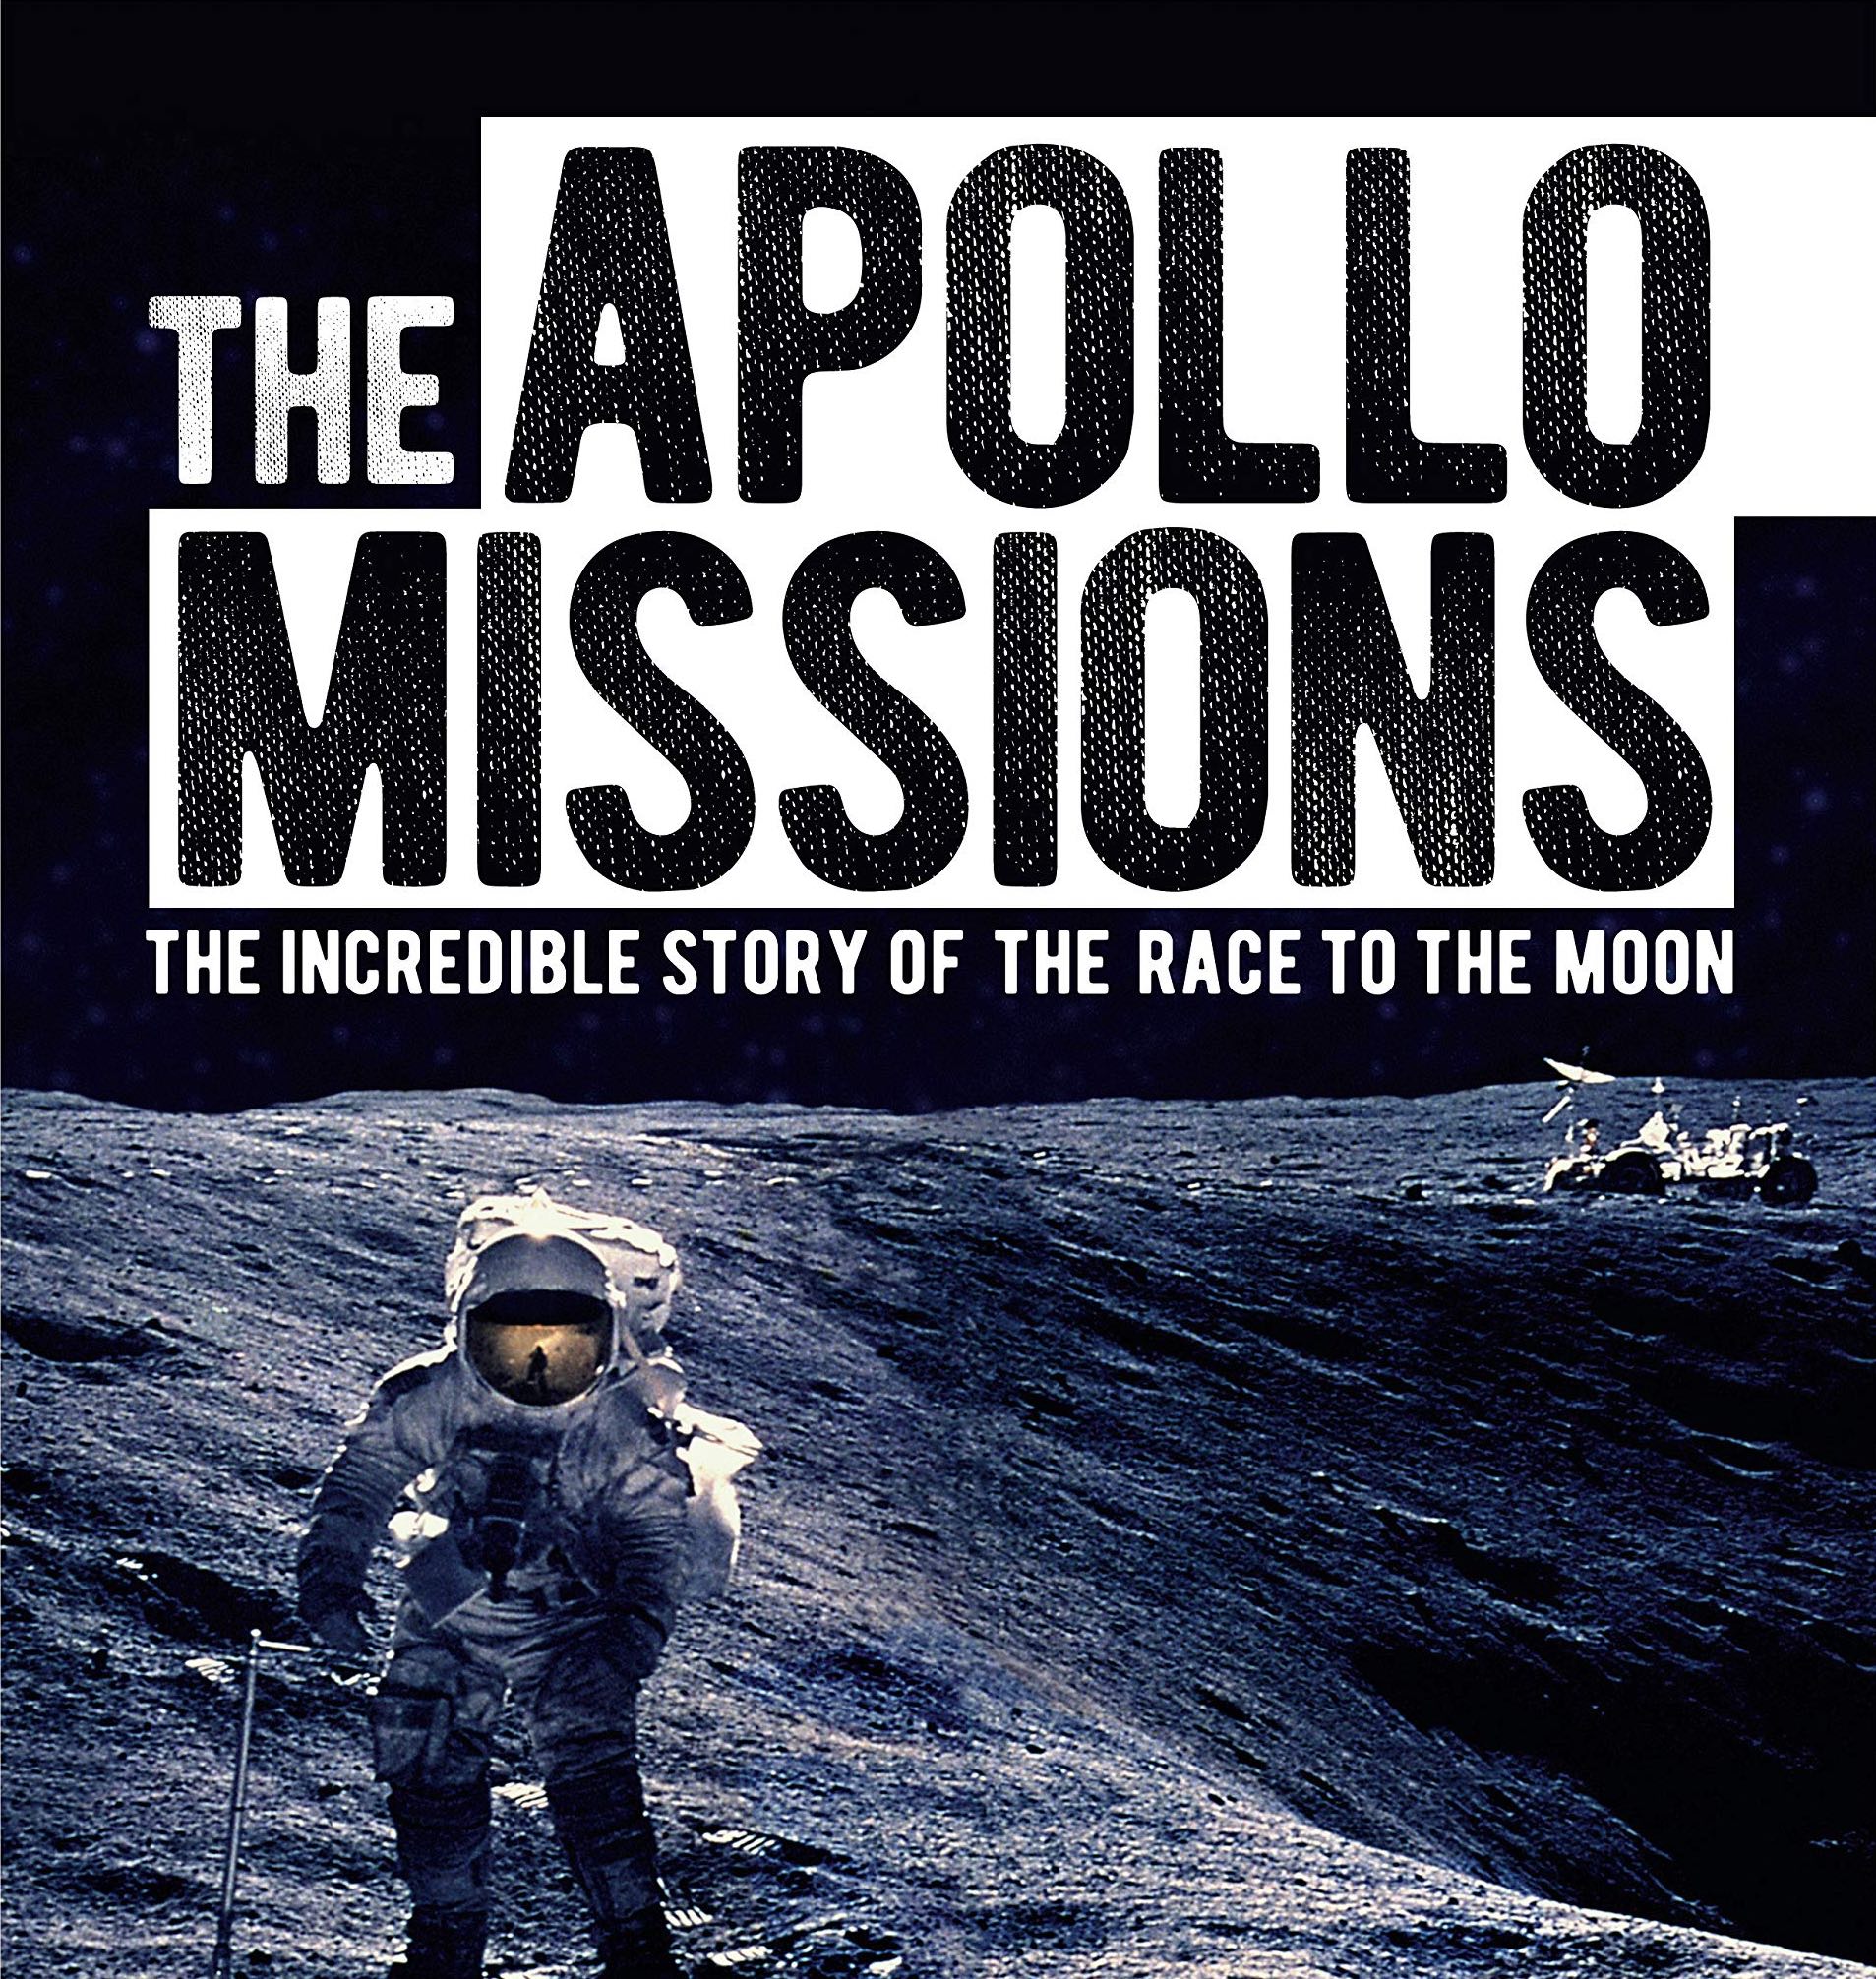 THE APOLLO
MISSIONS
THE INCREDIBLE STORY OF THE RACE TO THE MOON